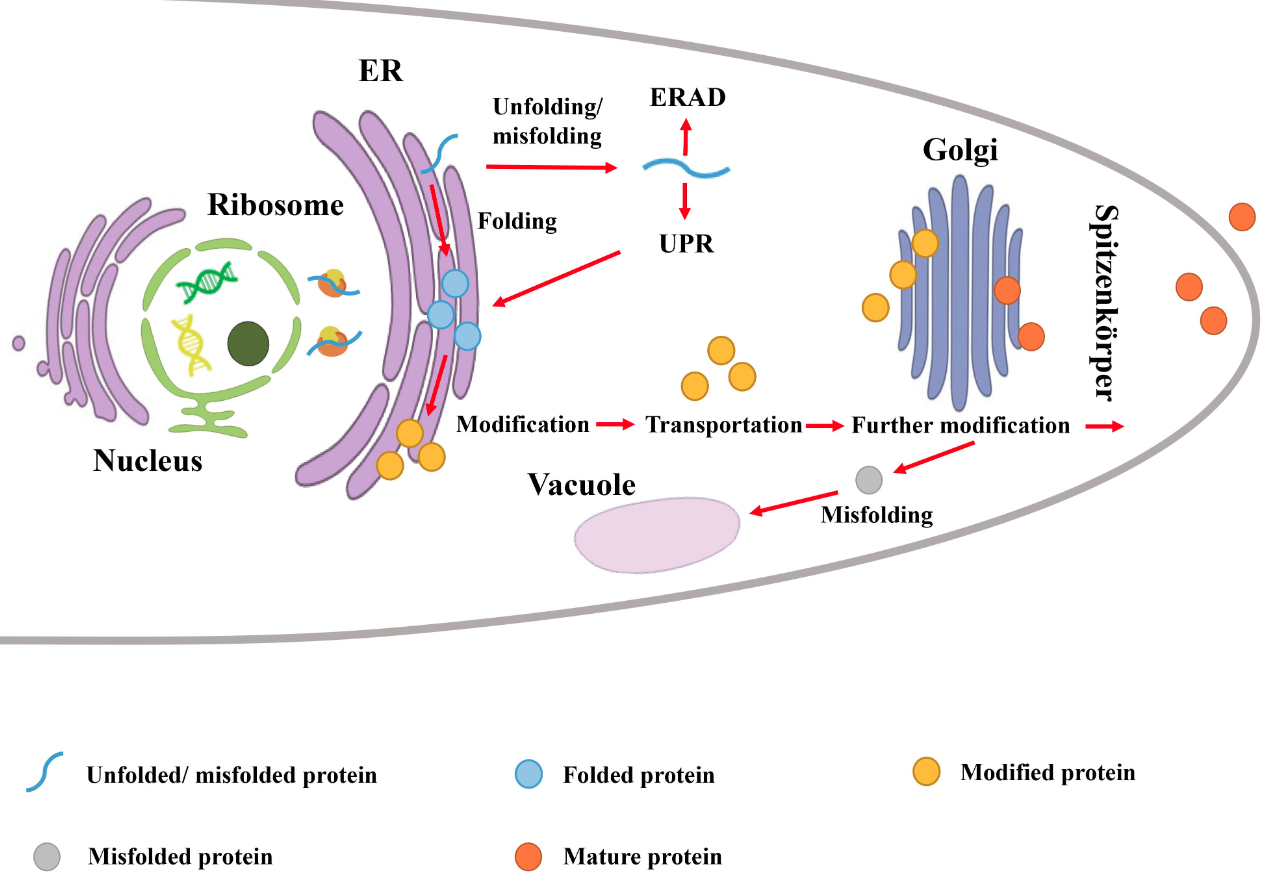 ER
Unfolding/
misfolding
ERAD
Golgi
Ribosome
Folding
UPR
Spitzenkörper
Modification
Transportation
Further modification
Nucleus
Vacuole
Misfolding
Unfolded/ misfolded protein
Folded protein
Modified protein
Misfolded protein
Mature protein